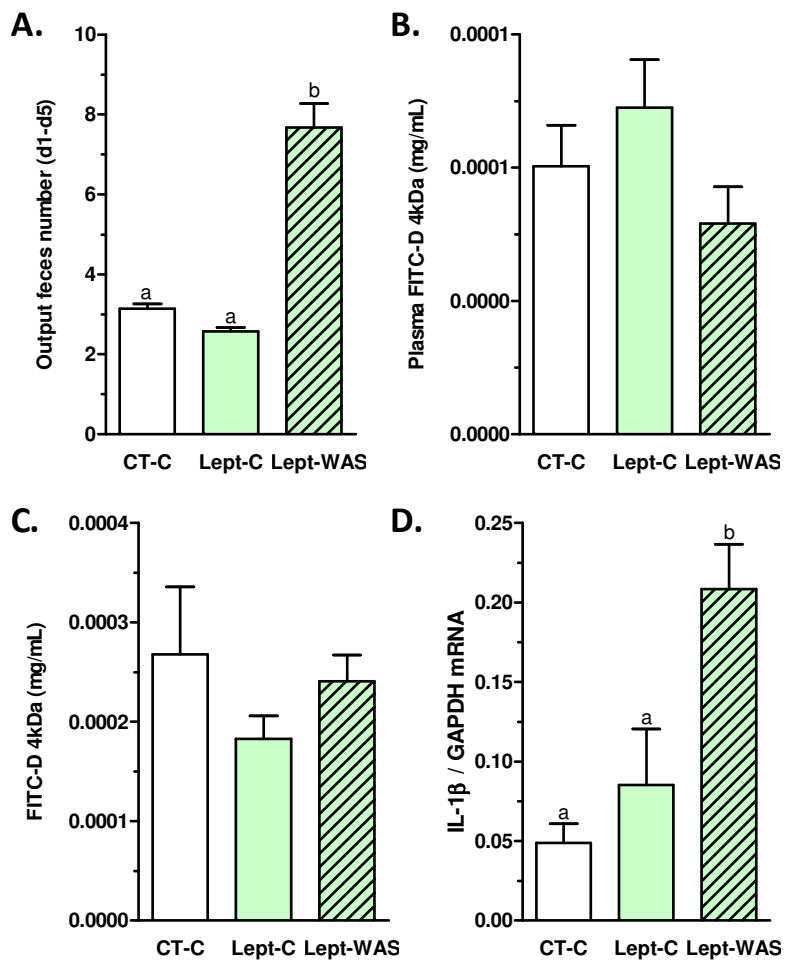 A.
Output feces number (d1-d5)
10
8
6
4
2
0
a
a
b
CT-C Lept-C Lept-WAS
B.
Plasma FITC-D 4kDa (mg/mL)
0.0001
0.0001
0.0000
0.0000
CT-C Lept-C Lept-WAS
C.
FITC-D 4kDa (mg/mL)
0.0004
0.0003
0.0002
0.0001
0.0000
CT-C Lept-C Lept-WAS
D.
IL-1β / GAPDH mRNA
0.25
0.20
0.15
0.10
0.05
0.00
a
a
b
CT-C Lept-C Lept-WAS